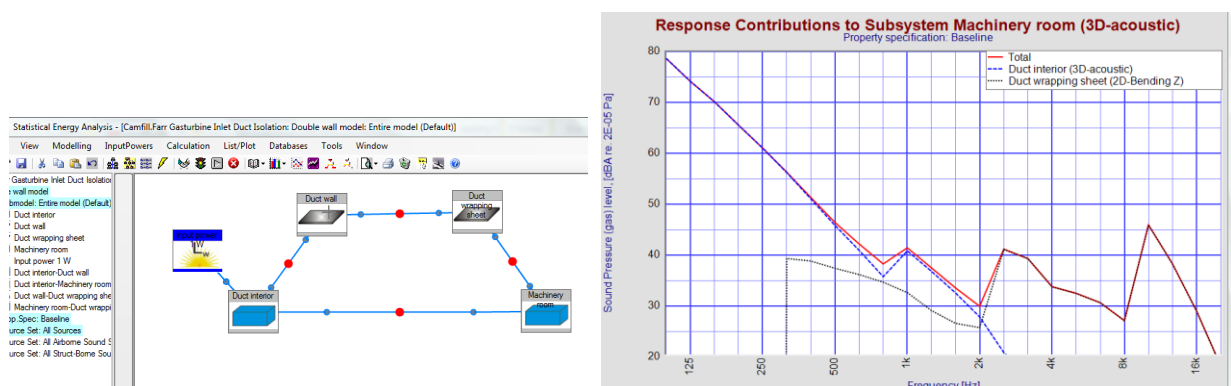 Statistical Energy Analysis - [Camfill.Farr Gasturbine Inlet Duct Isolation: Double wall model: Entire model (Default)]
View Modelling InputPowers Calculation List/Plot Databases Tools Window
Gasturbine Inlet Duct Isolatio
wall model
bmodel: Entire model (Default)
Duct interior
Duct wall
Duct wrapping sheet
Machinery room
Input power 1 W
Duct interior-Duct wall
Duct interior-Machinery room
Duct wall-Duct wrapping she
Machinery room-Duct wrappi
op.Spec: Baseline
urce Set: All Sources
urce Set: All Airborne Sound S
urce Set: All Struct-Borne Sou
Duct wall
Duct
wrapping
sheet
Duct interior
Machinery
room
Response Contributions to Subsystem Machinery room (3D-acoustic)
Property specification: Baseline
Total
Duct interior (3D-acoustic)
Duct wrapping sheet (2D-Bending Z)
Sound Pressure (gas) level, [dBA re. 2E-05 Pa]
80
70
60
50
40
30
20
125
250
500
1k
2k
4k
8k
16k
Frequency [Hz]